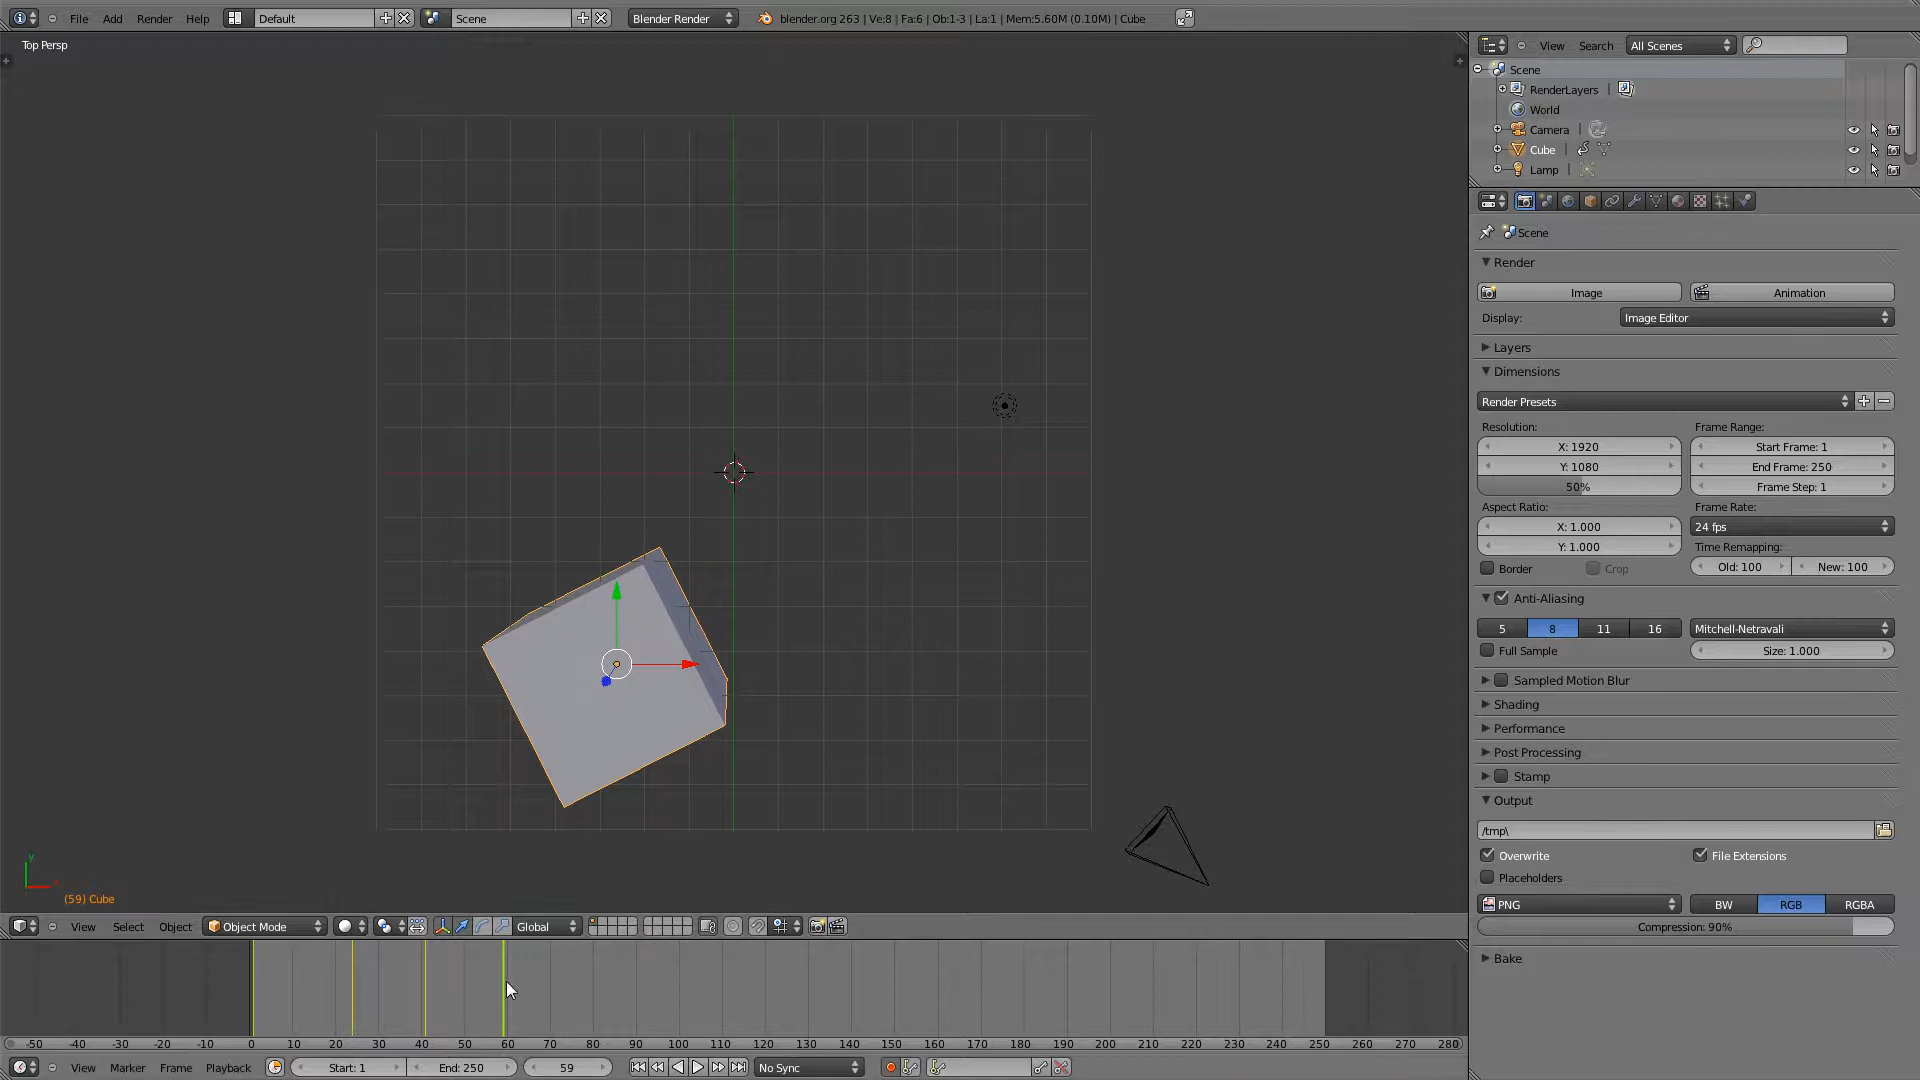 File Add Render Help Default Scene Blender Render blender.org 263 | Ve:8 | Fa:6 | Ob:1-3 | La:1 | Mem:5.60M (0.10M) | Cube
Top Persp
View Search All Scenes
Scene
RenderLayers
World
Camera
Cube
Lamp
Scene
Render
Image Animation
Display: Image Editor
Layers
Dimensions
Render Presets
Resolution: Frame Range:
X: 1920 Start Frame: 1
Y: 1080 End Frame: 250
50% Frame Step: 1
Aspect Ratio: Frame Rate:
X: 1.000 24 fps
Y: 1.000 Time Remapping:
Border Crop Old: 100 New: 100
Anti-Aliasing
5 8 11 16 Mitchell-Netravali
Full Sample Size: 1.000
Sampled Motion Blur
Shading
Performance
Post Processing
Stamp
Output
/tmp\
Overwrite File Extensions
Placeholders
PNG BW RGB RGBA
Compression: 90%
Bake
y
x
(59) Cube
View Select Object Object Mode Global
-50 -40 -30 -20 -10 0 10 20 30 40 50 60 70 80 90 100 110 120 130 140 150 160 170 180 190 200 210 220 230 240 250 260 270 280
View Marker Frame Playback Start: 1 End: 250 59 No Sync